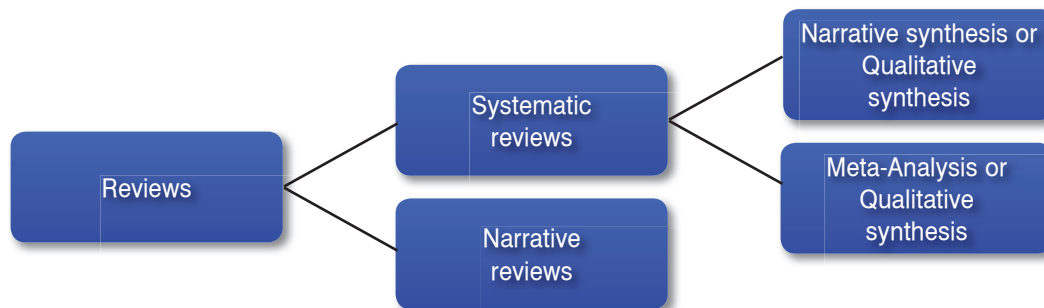 Reviews
Systematic
reviews
Narrative
reviews
Narrative synthesis or
Qualitative
synthesis
Meta-Analysis or
Qualitative
synthesis